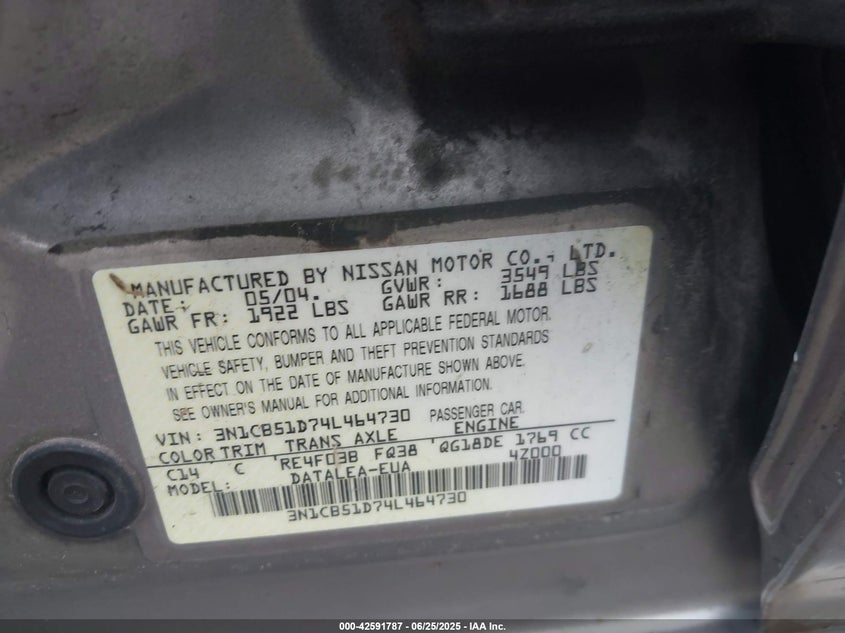 MANUFACTURED BY NISSAN MOTOR CO., LTD.
DATE: 05/04. GVWR: 3549 LBS
GAWR FR: 1922 LBS GAWR RR: 1688 LBS
THIS VEHICLE CONFORMS TO ALL APPLICABLE FEDERAL MOTOR
VEHICLE SAFETY, BUMPER AND THEFT PREVENTION STANDARDS
IN EFFECT ON THE DATE OF MANUFACTURE SHOWN ABOVE.
SEE OWNER'S MANUAL FOR ADDITIONAL INFORMATION.
VIN: 3N1CB51D74L464730 PASSENGER CAR
COLOR TRIM TRANS AXLE ENGINE
C14 C RE4F03B FQ38 QG18DE 1769 CC
MODEL: DATALEA-EUA 4Z000
3N1CB51D74L464730
000-42591787 - 06/25/2025 - IAA Inc.